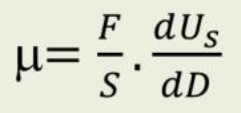 μ= F/S . dU_s/dD